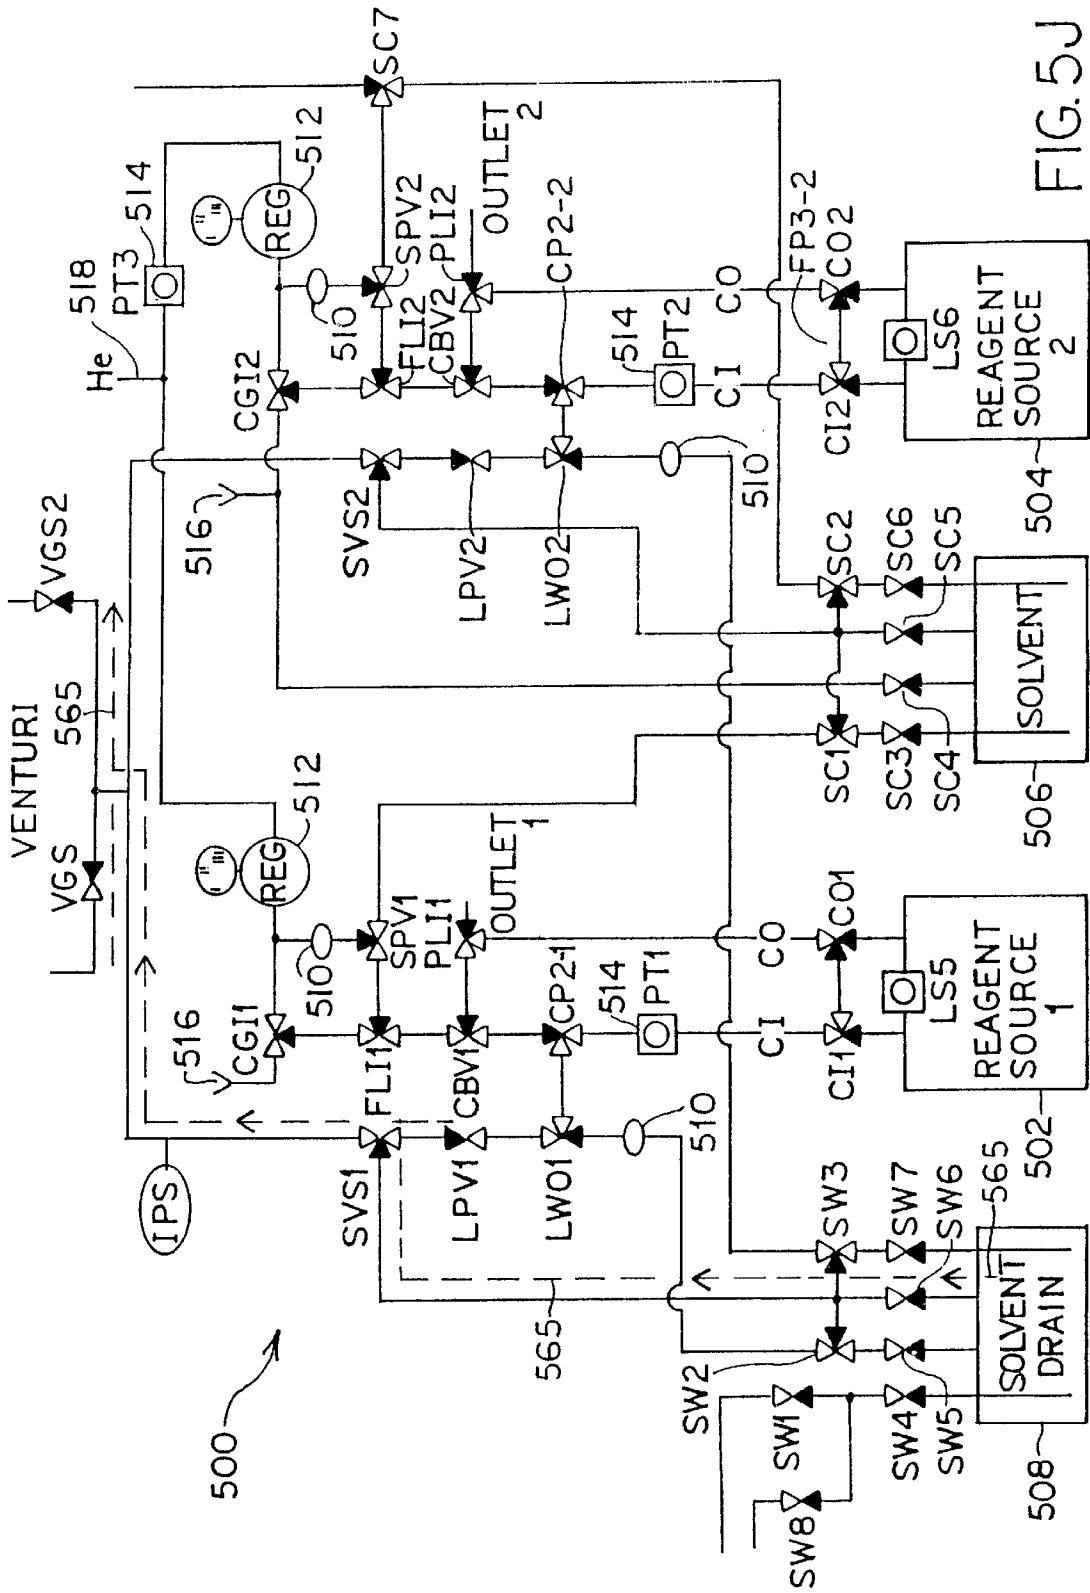 VENTURI
VGS
565
VGS2
He
518
PT3
514
512
REG
516
CGI1
510
SPV1
PLI1
OUTLET
1
FLI1
CBV1
CP2-1
514
PT1
IPS
SVS1
LPV1
LWO1
510
565
500
REG
512
CGI2
510
516
SC7
SPV2
PLI2
OUTLET
2
FLI2
CBV2
CP2-2
SVS2
LPV2
LWO2
514
PT2
510
CI
CO
FP3-2
CI2
CO2
LS6
REAGENT
SOURCE
2
504
SC1
SC2
SC3
SC4
SC5
SC6
SOLVENT
506
CI
CO
CI1
CO1
LS5
REAGENT
SOURCE
1
502
SW1
SW2
SW3
SW4
SW5
SW6
SW7
SW8
565
SOLVENT
DRAIN
508
FIG. 5J